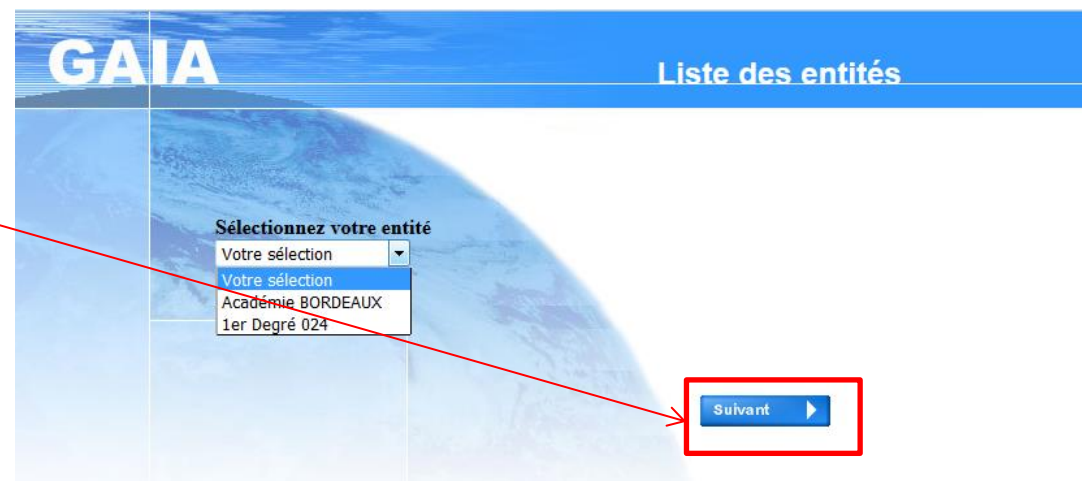 GAIA
Liste des entités
Sélectionnez votre entité
Votre sélection
Votre sélection
Académie BORDEAUX
1er Degré 024
Suivant